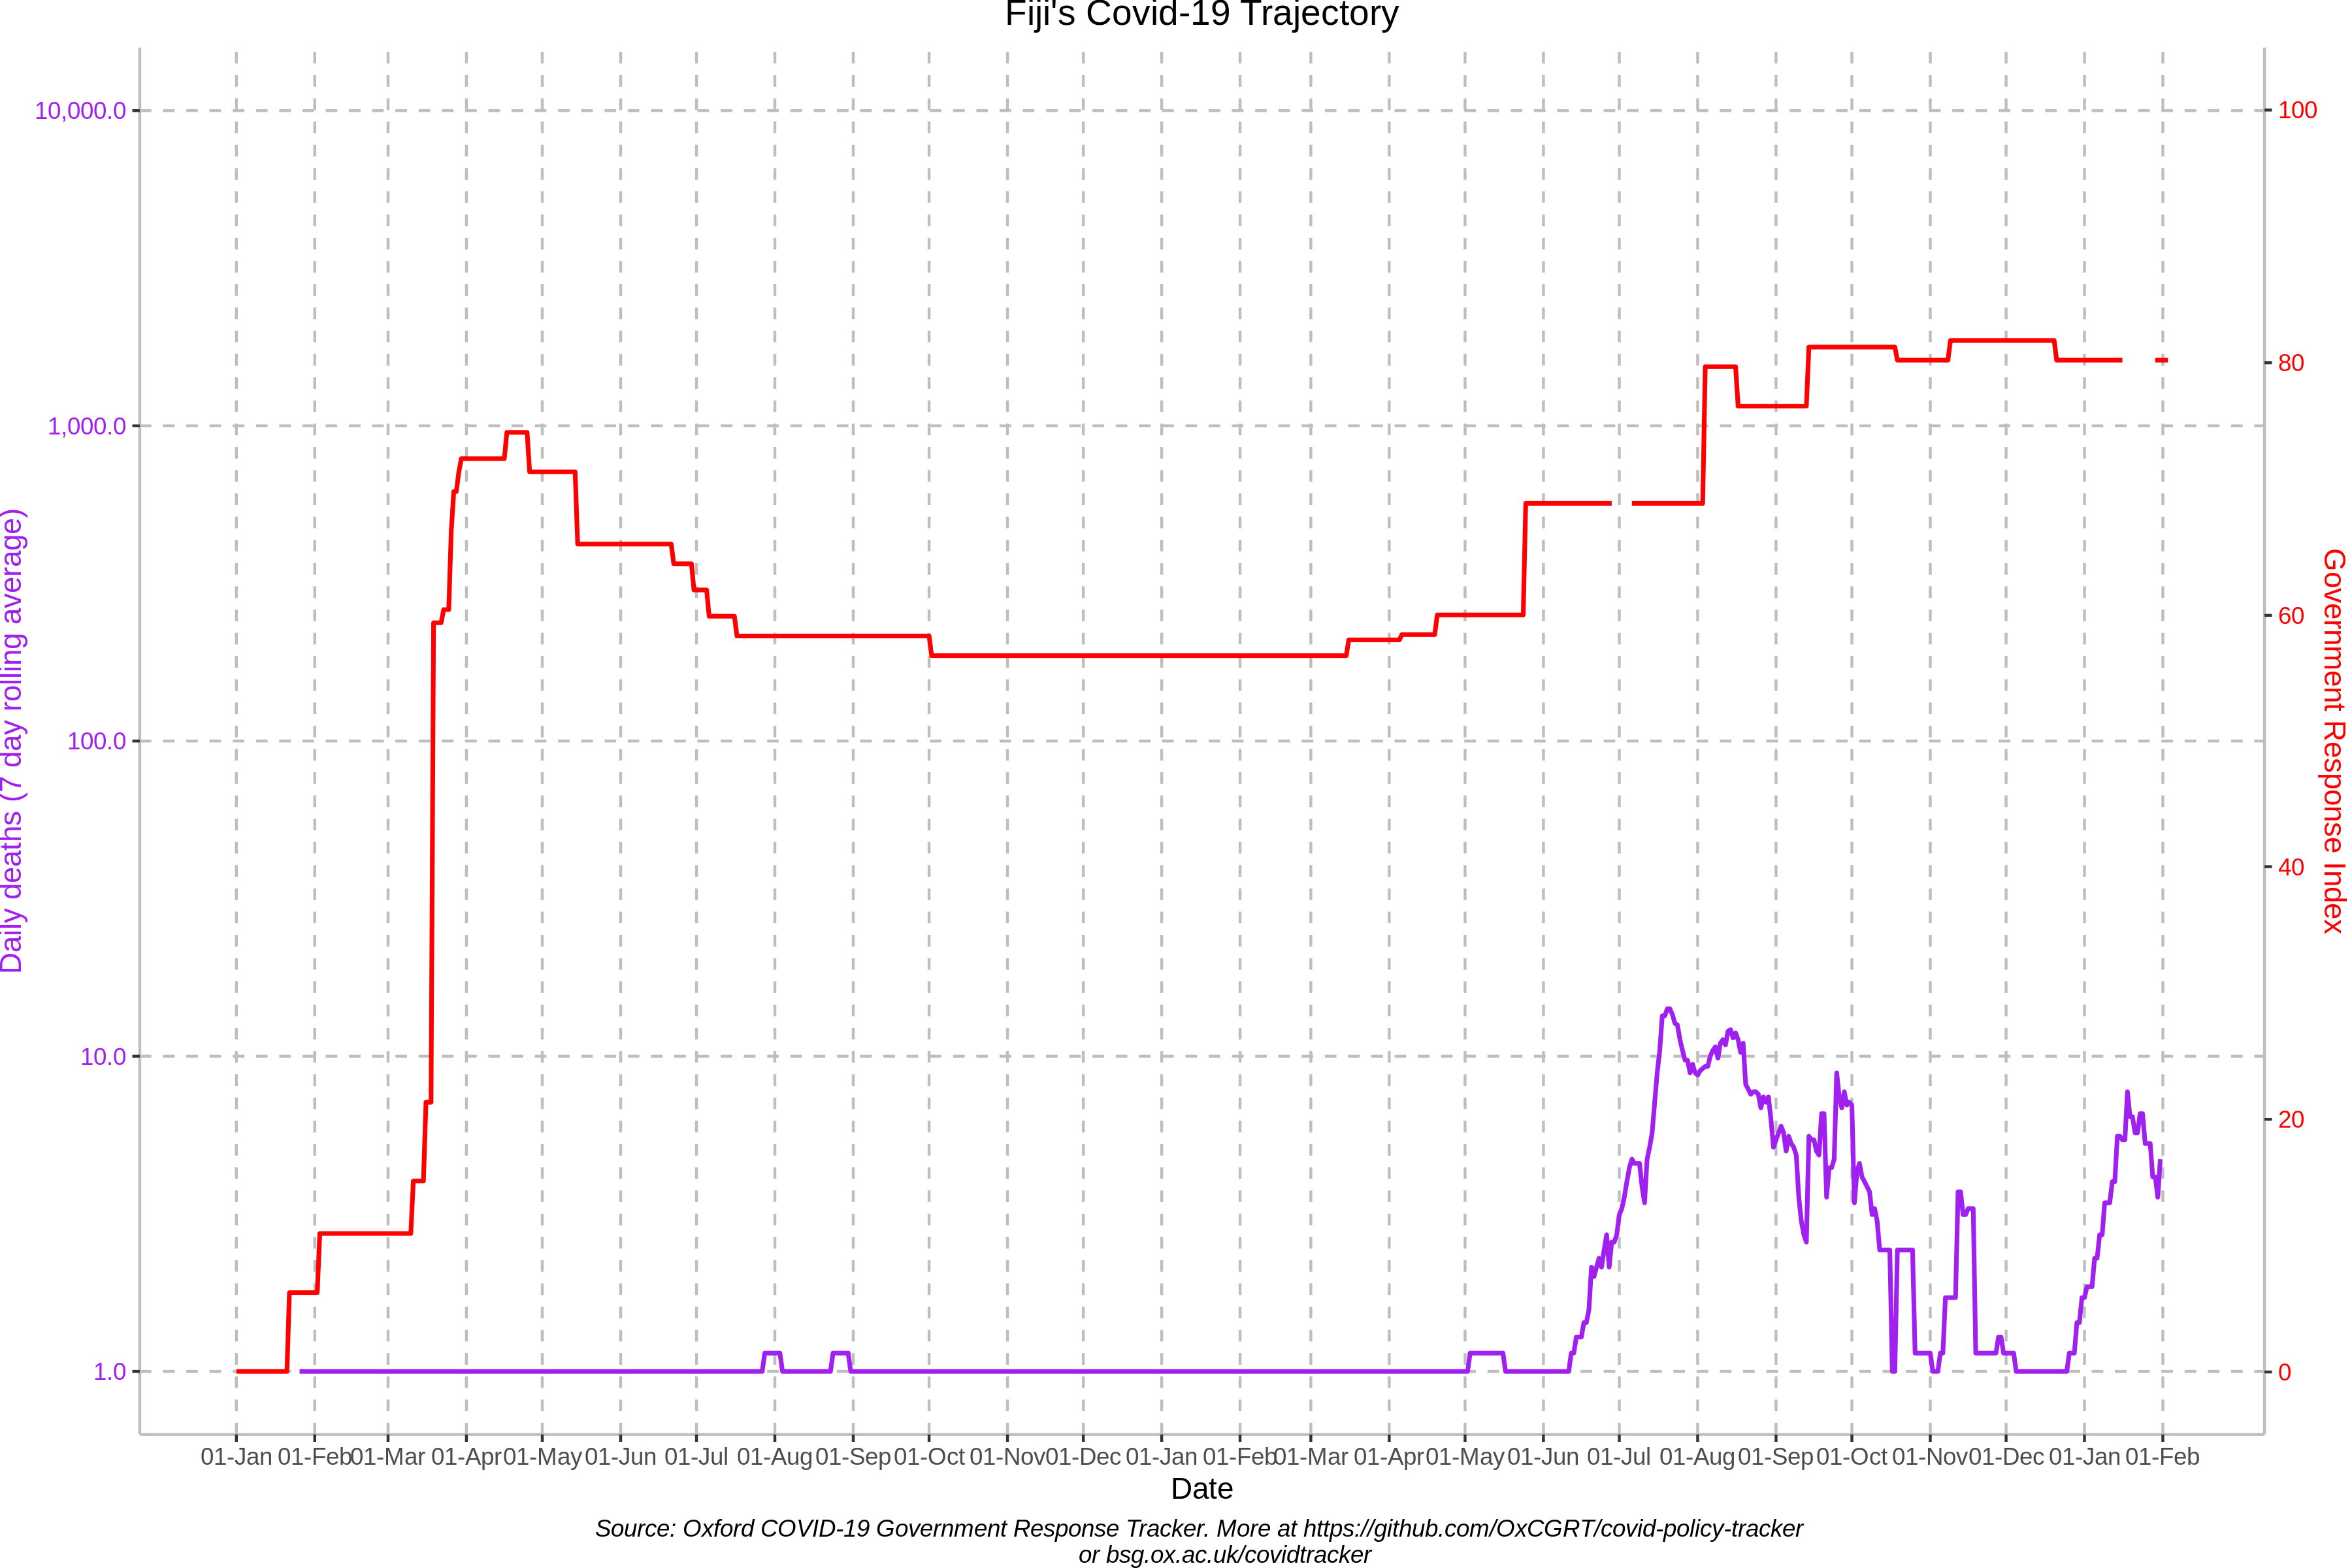 Fiji's Covid-19 Trajectory
10,000.0
1,000.0
100.0
10.0
1.0
Daily deaths (7 day rolling average)
100
80
60
40
20
0
Government Response Index
01-Jan 01-Feb 01-Mar 01-Apr 01-May 01-Jun 01-Jul 01-Aug 01-Sep 01-Oct 01-Nov 01-Dec 01-Jan 01-Feb 01-Mar 01-Apr 01-May 01-Jun 01-Jul 01-Aug 01-Sep 01-Oct 01-Nov 01-Dec 01-Jan 01-Feb
Date
Source: Oxford COVID-19 Government Response Tracker. More at https://github.com/OxCGRT/covid-policy-tracker
or bsg.ox.ac.uk/covidtracker